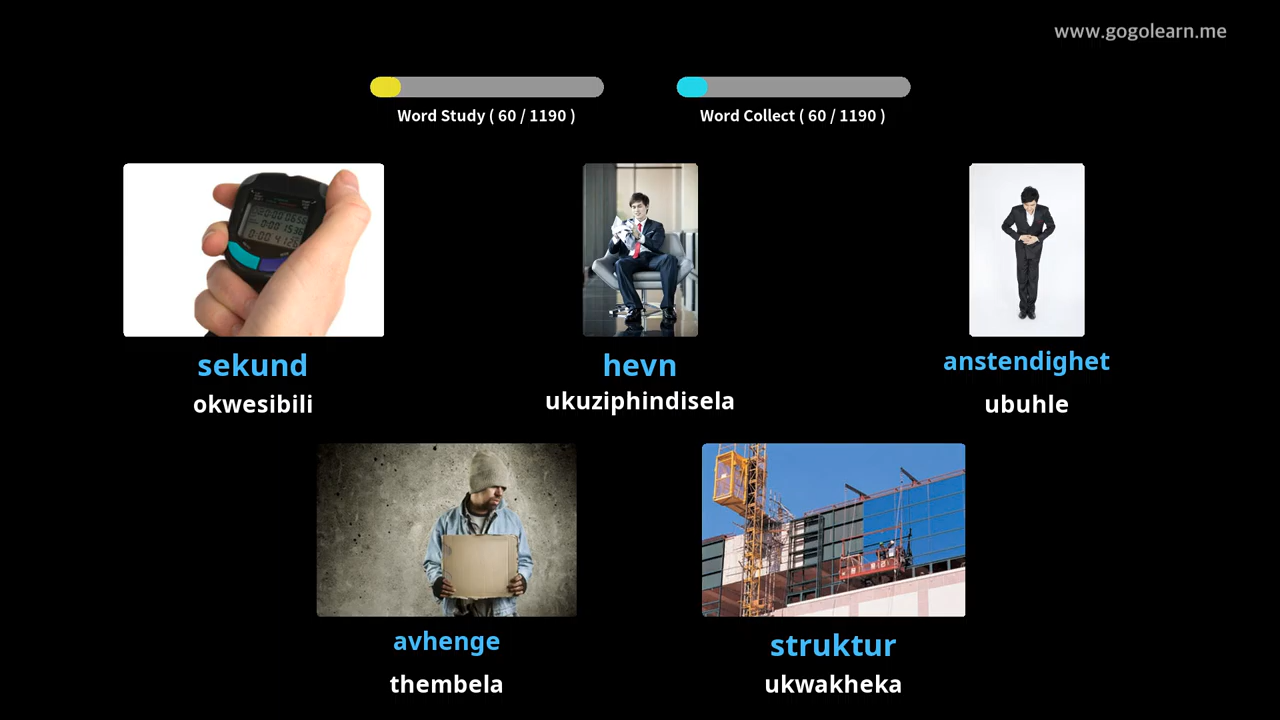 www.gogolearn.me
Word Study ( 60 / 1190 )
Word Collect ( 60 / 1190 )
sekund
okwesibili
hevn
ukuziphindisela
anstendighet
ubuhle
avhenge
thembela
struktur
ukwakheka